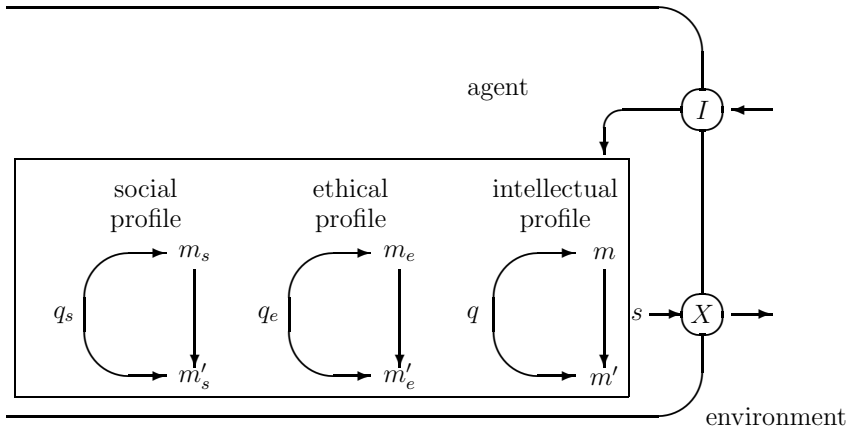 agent
I
social profile
ethical profile
intellectual profile
m_s
m_e
m
q_s
q_e
q
s
X
m'_s
m'_e
m'
environment